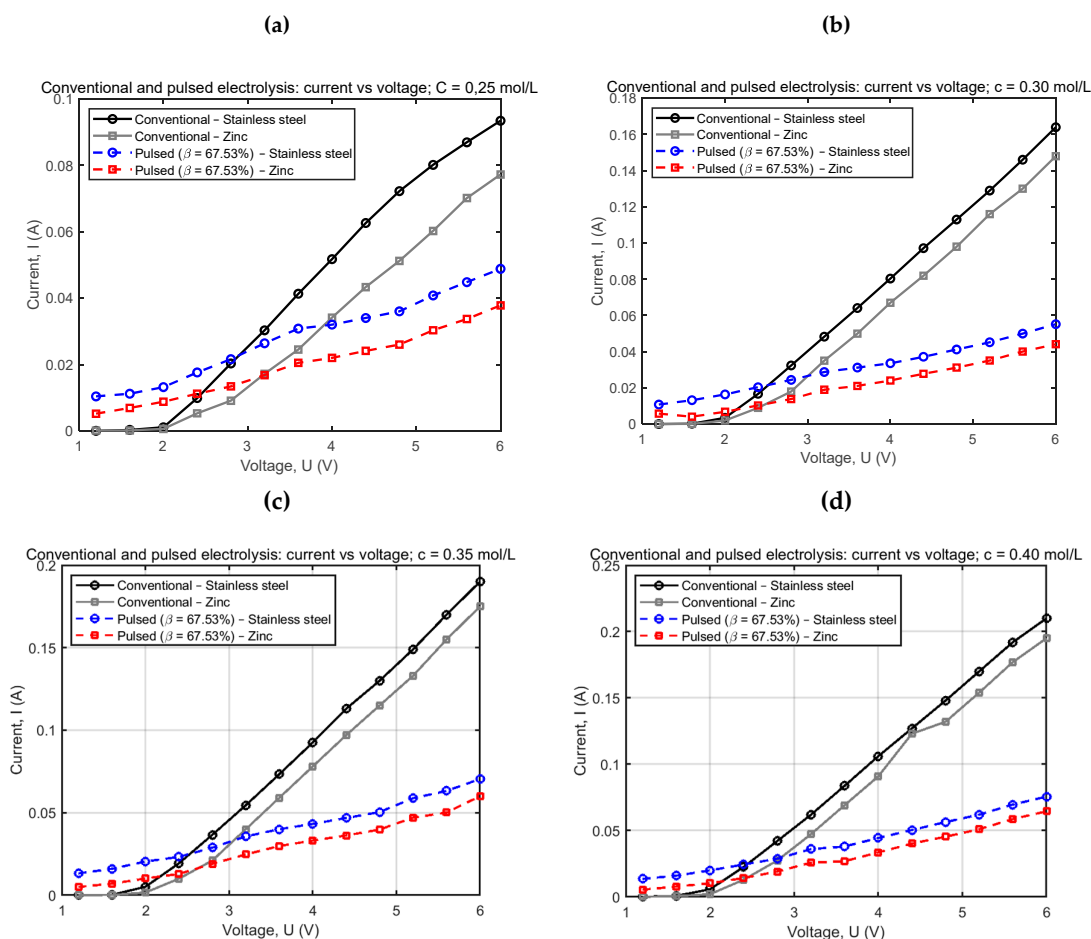 (a)
Conventional and pulsed electrolysis: current vs voltage; C = 0,25 mol/L
0.1
0.08
0.06
0.04
0.02
0
Current, I (A)
Conventional – Stainless steel
Conventional – Zinc
Pulsed (β = 67.53%) – Stainless steel
Pulsed (β = 67.53%) – Zinc
1 2 3 4 5 6
Voltage, U (V)
(b)
Conventional and pulsed electrolysis: current vs voltage; c = 0.30 mol/L
0.18
0.16
0.14
0.12
0.1
0.08
0.06
0.04
0.02
0
Current, I (A)
Conventional – Stainless steel
Conventional – Zinc
Pulsed (β = 67.53%) – Stainless steel
Pulsed (β = 67.53%) – Zinc
1 2 3 4 5 6
Voltage, U (V)
(c)
Conventional and pulsed electrolysis: current vs voltage; c = 0.35 mol/L
0.2
0.15
0.1
0.05
0
Current, I (A)
Conventional – Stainless steel
Conventional – Zinc
Pulsed (β = 67.53%) – Stainless steel
Pulsed (β = 67.53%) – Zinc
1 2 3 4 5 6
Voltage, U (V)
(d)
Conventional and pulsed electrolysis: current vs voltage; c = 0.40 mol/L
0.25
0.20
0.15
0.1
0.05
0
Current, I (A)
Conventional – Stainless steel
Conventional – Zinc
Pulsed (β = 67.53%) – Stainless steel
Pulsed (β = 67.53%) – Zinc
1 2 3 4 5 6
Voltage, U (V)